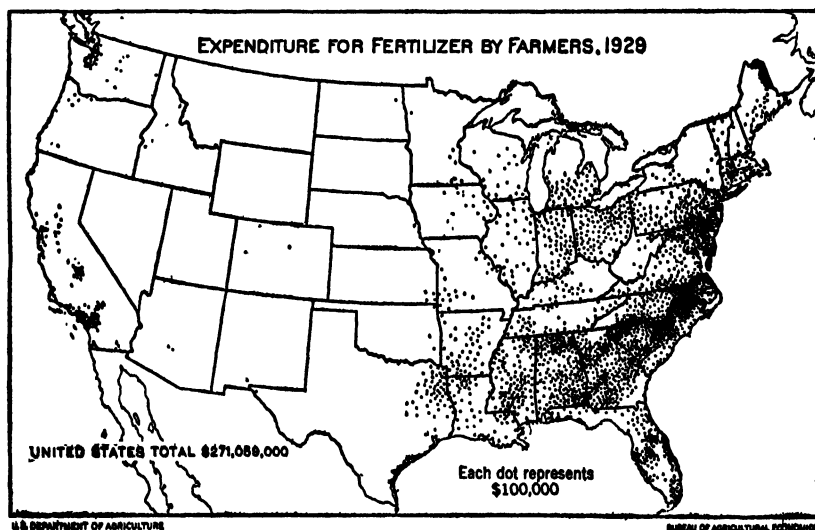 EXPENDITURE FOR FERTILIZER BY FARMERS, 1929
UNITED STATES TOTAL $271,059,000
Each dot represents
$100,000
U.S. DEPARTMENT OF AGRICULTURE
BUREAU OF AGRICULTURAL ECONOMICS